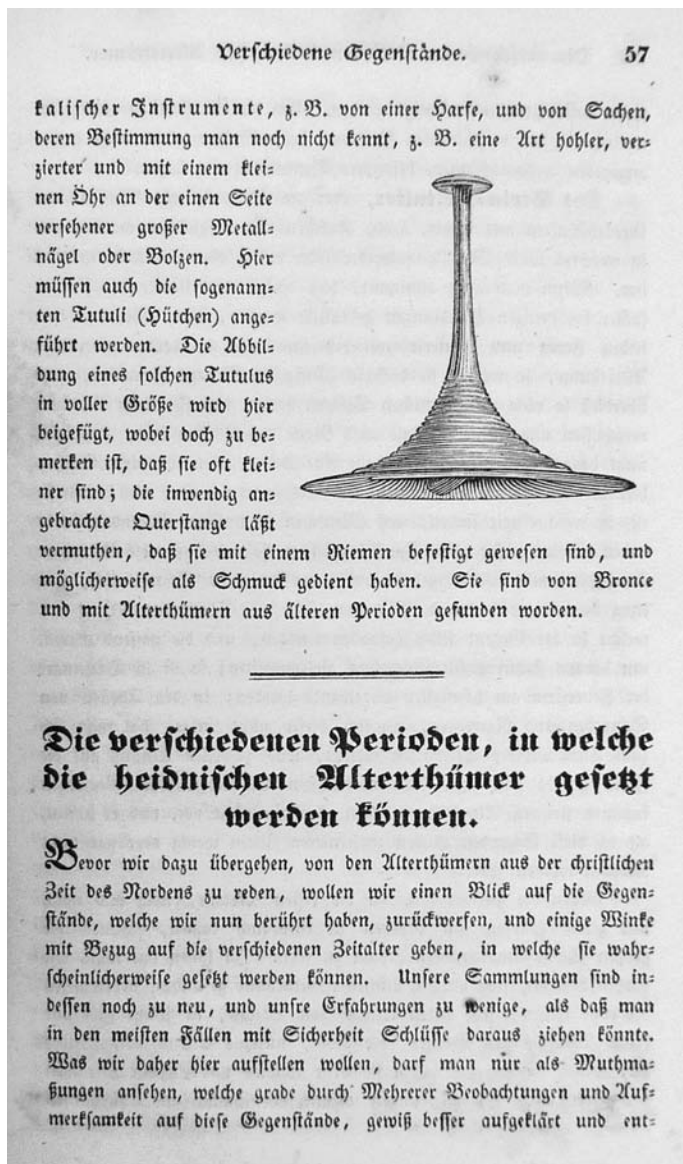 Verschiedene Gegenstände. 57
kalischer Instrumente, z. B. von einer Harfe, und von Sachen,
deren Bestimmung man noch nicht kennt, z. B. eine Art hohler, ver-
zierter und mit einem klei-
nen Öhr an der einen Seite
versehener großer Metall-
nägel oder Bolzen. Hier
müssen auch die sogenann-
ten Tutuli (Hütchen) ange-
führt werden. Die Abbil-
dung eines solchen Tutulus
in voller Größe wird hier
beigefügt, wobei doch zu be-
merken ist, daß sie oft klei-
ner sind; die inwendig an-
gebrachte Querstange läßt
vermuthen, daß sie mit einem Riemen befestigt gewesen sind, und
möglicherweise als Schmuck gedient haben. Sie sind von Bronce
und mit Alterthümern aus älteren Perioden gefunden worden.
Die verschiedenen Perioden, in welche
die heidnischen Alterthümer gesetzt
werden können.
Bevor wir dazu übergehen, von den Alterthümern aus der christlichen
Zeit des Nordens zu reden, wollen wir einen Blick auf die Gegen-
stände, welche wir nun berührt haben, zurückwerfen, und einige Winke
mit Bezug auf die verschiedenen Zeitalter geben, in welche sie wahr-
scheinlicherweise gesetzt werden können. Unsere Sammlungen sind in-
dessen noch zu neu, und unsre Erfahrungen zu wenige, als daß man
in den meisten Fällen mit Sicherheit Schlüsse daraus ziehen könnte.
Was wir daher hier aufstellen wollen, darf man nur als Muthma-
ßungen ansehen, welche grade durch Mehrerer Beobachtungen und Auf-
merksamkeit auf diese Gegenstände, gewiß besser aufgeklärt und ent-